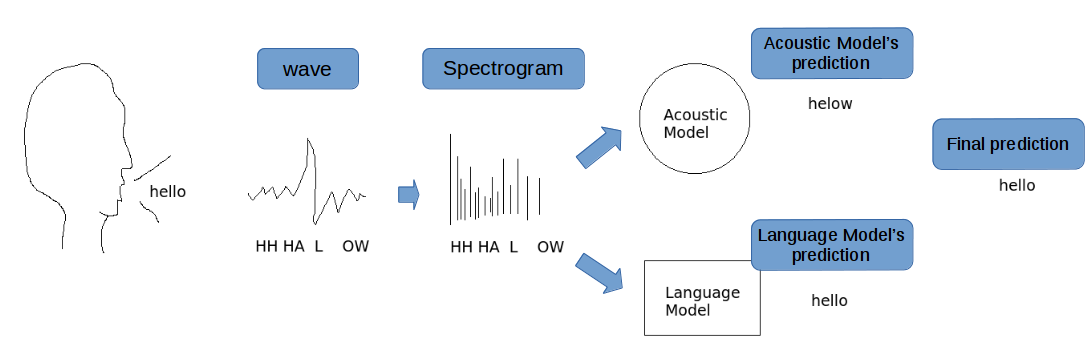 hello
wave
HH HA L OW
Spectrogram
HH HA L OW
Acoustic
Model
Acoustic Model's
prediction
helow
Language
Model
Language Model's
prediction
hello
Final prediction
hello